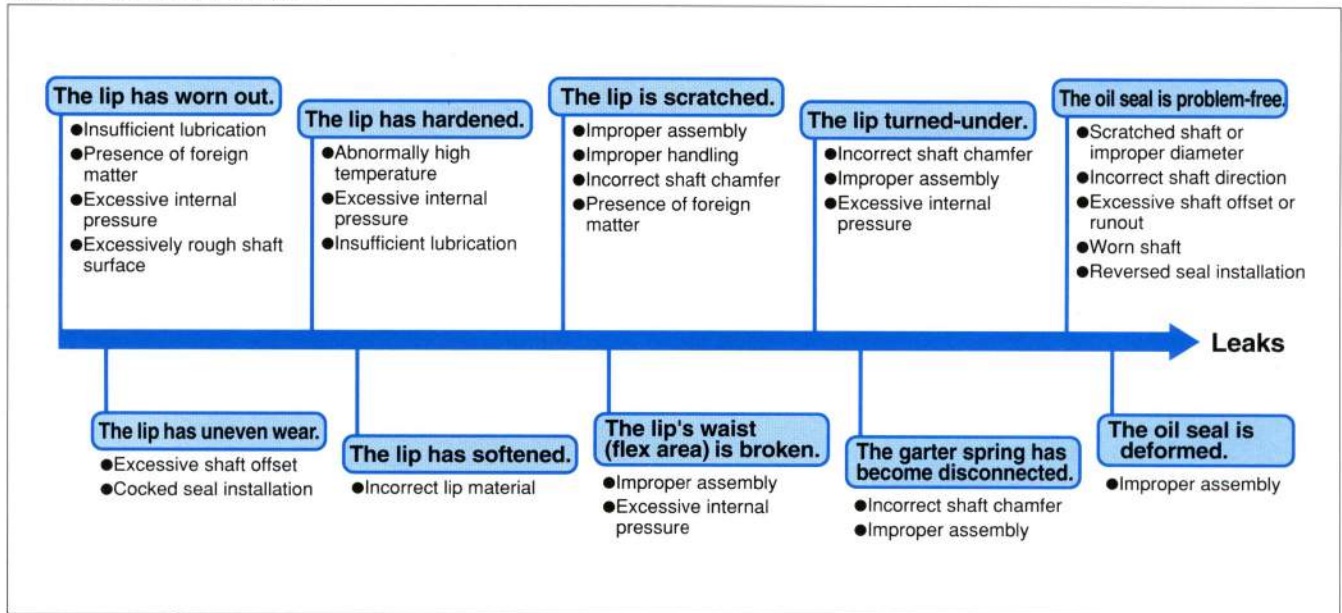 The lip has worn out.
●Insufficient lubrication
●Presence of foreign
matter
●Excessive internal
pressure
●Excessively rough shaft
surface
The lip has hardened.
●Abnormally high
temperature
●Excessive internal
pressure
●Insufficient lubrication
The lip is scratched.
●Improper assembly
●Improper handling
●Incorrect shaft chamfer
●Presence of foreign
matter
The lip turned-under.
●Incorrect shaft chamfer
●Improper assembly
●Excessive internal
pressure
The oil seal is problem-free.
●Scratched shaft or
improper diameter
●Incorrect shaft direction
●Excessive shaft offset or
runout
●Worn shaft
●Reversed seal installation
Leaks
The lip has uneven wear.
●Excessive shaft offset
●Cocked seal installation
The lip has softened.
●Incorrect lip material
The lip's waist
(flex area) is broken.
●Improper assembly
●Excessive internal
pressure
The garter spring has
become disconnected.
●Incorrect shaft chamfer
●Improper assembly
The oil seal is
deformed.
●Improper assembly